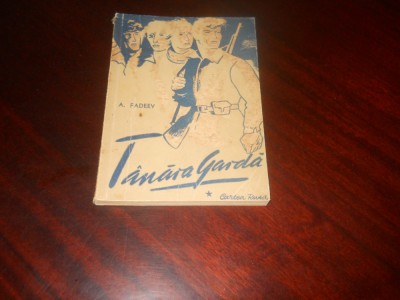 A. FADEEV
Tânăra Gardă
*
Cartea Rusă